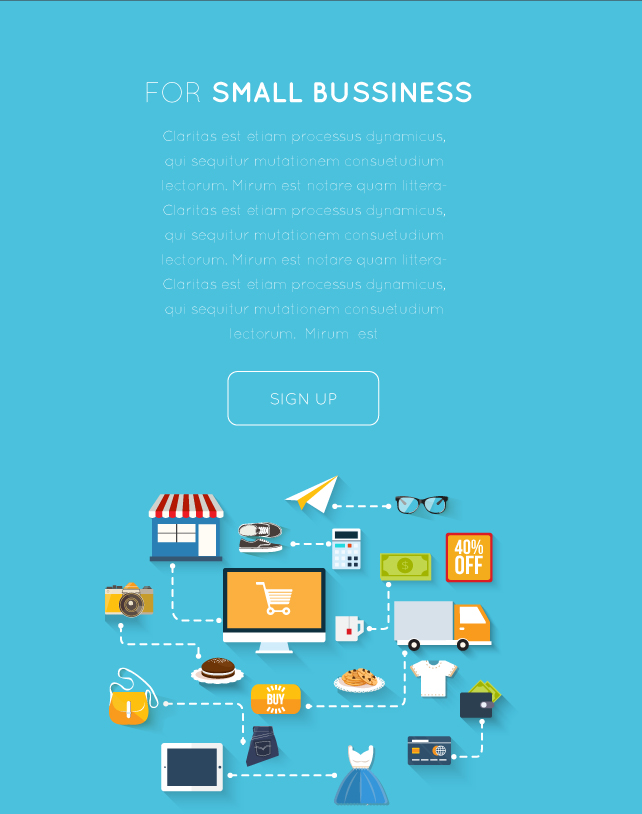 FOR SMALL BUSSINESS
Claritas est etiam processus dynamicus,
qui sequitur mutationem consuetudium
lectorum. Mirum est notare quam littera-
Claritas est etiam processus dynamicus,
qui sequitur mutationem consuetudium
lectorum. Mirum est notare quam littera-
Claritas est etiam processus dynamicus,
qui sequitur mutationem consuetudium
lectorum. Mirum est
SIGN UP
40%
OFF
$
BUY